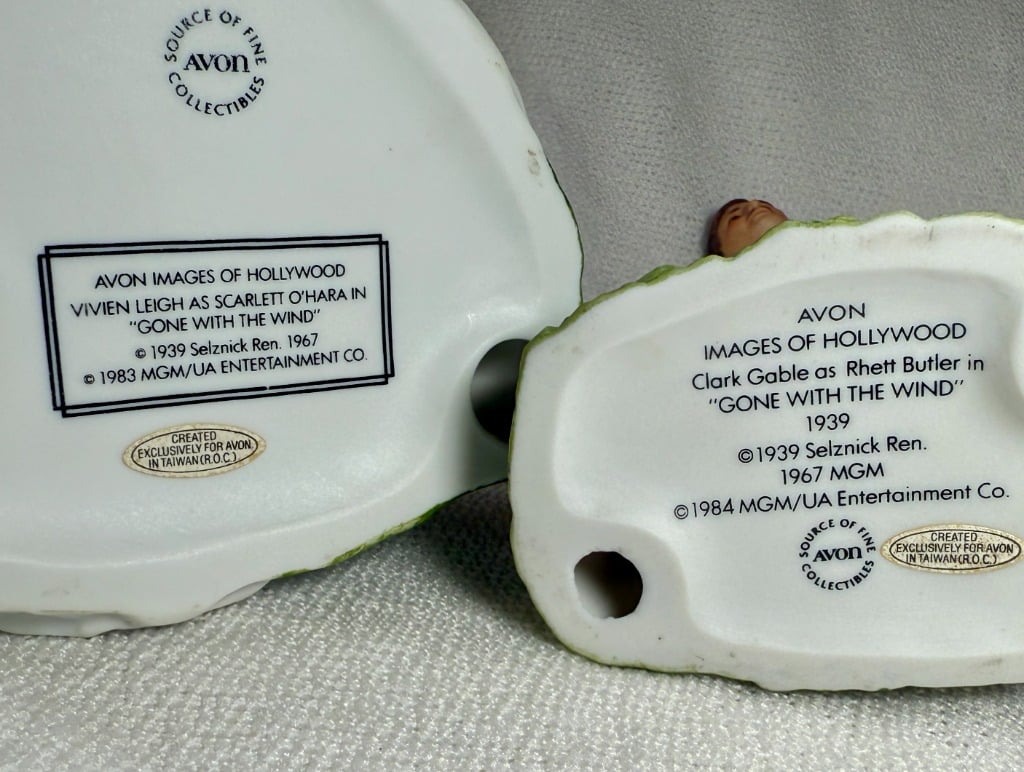 SOURCE OF FINE
AVON
COLLECTIBLES
AVON IMAGES OF HOLLYWOOD
VIVIEN LEIGH AS SCARLETT O'HARA IN
"GONE WITH THE WIND"
© 1939 Selznick Ren. 1967
© 1983 MGM/UA ENTERTAINMENT CO.
CREATED
EXCLUSIVELY FOR AVON
IN TAIWAN (R.O.C.)
AVON
IMAGES OF HOLLYWOOD
Clark Gable as Rhett Butler in
"GONE WITH THE WIND"
1939
©1939 Selznick Ren.
1967 MGM
©1984 MGM/UA Entertainment Co.
SOURCE OF FINE
AVON
COLLECTIBLES
CREATED
EXCLUSIVELY FOR AVON
IN TAIWAN (R.O.C.)